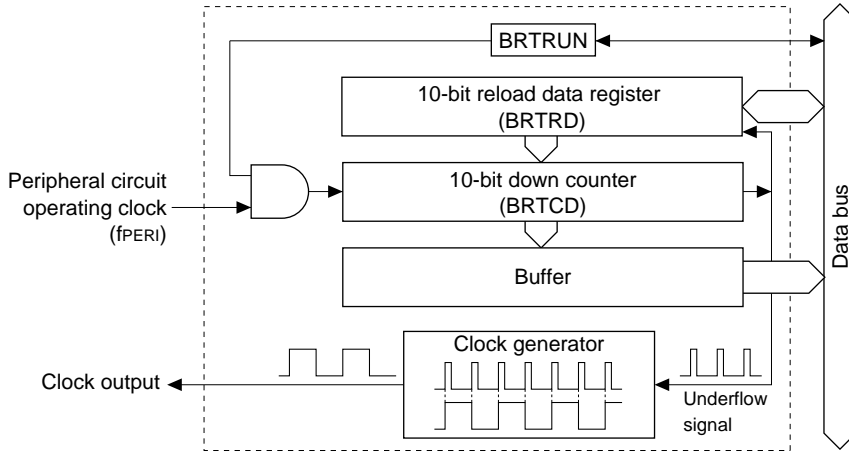 BRTRUN
10-bit reload data register
(BRTRD)
Peripheral circuit
operating clock
(fPERI)
10-bit down counter
(BRTCD)
Buffer
Data bus
Clock generator
Clock output
Underflow
signal